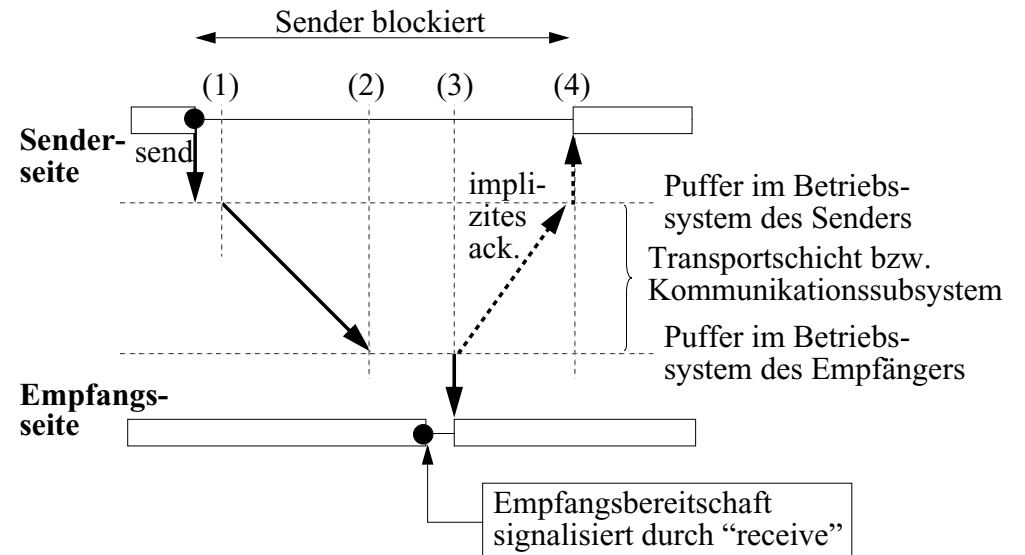 Sender blockiert
(1) (2) (3) (4)
Sender-
seite
send
impli-
zites
ack.
Puffer im Betriebs-
system des Senders
Transportschicht bzw.
Kommunikationssubsystem
Puffer im Betriebs-
system des Empfängers
Empfangs-
seite
Empfangsbereitschaft
signalisiert durch “receive”